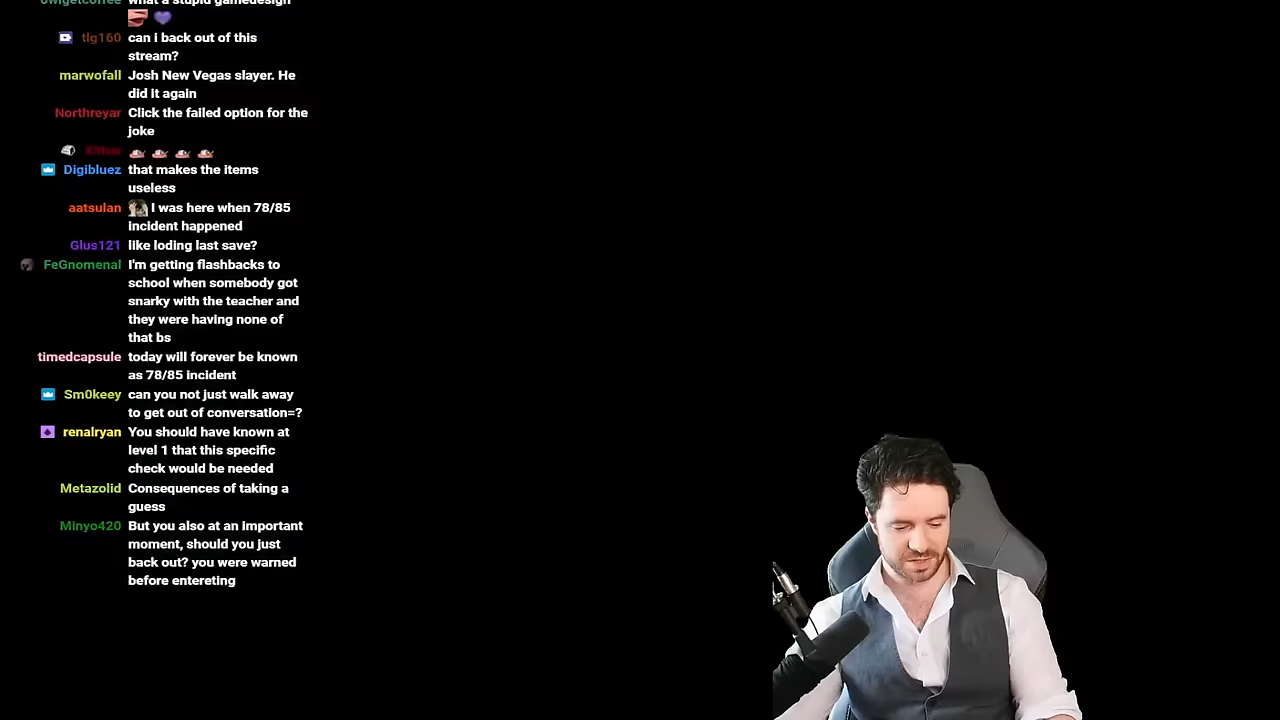 owlgetcoffee what a stupid gamedesign
tlg160 can i back out of this
stream?
marwofall Josh New Vegas slayer. He
did it again
Northreyar Click the failed option for the
joke
Digibluez that makes the items
useless
aatsulan I was here when 78/85
incident happened
Glus121 like loding last save?
FeGnomenal I'm getting flashbacks to
school when somebody got
snarky with the teacher and
they were having none of
that bs
timedcapsule today will forever be known
as 78/85 incident
Sm0keey can you not just walk away
to get out of conversation=?
renalryan You should have known at
level 1 that this specific
check would be needed
Metazolid Consequences of taking a
guess
Minyo420 But you also at an important
moment, should you just
back out? you were warned
before entereting